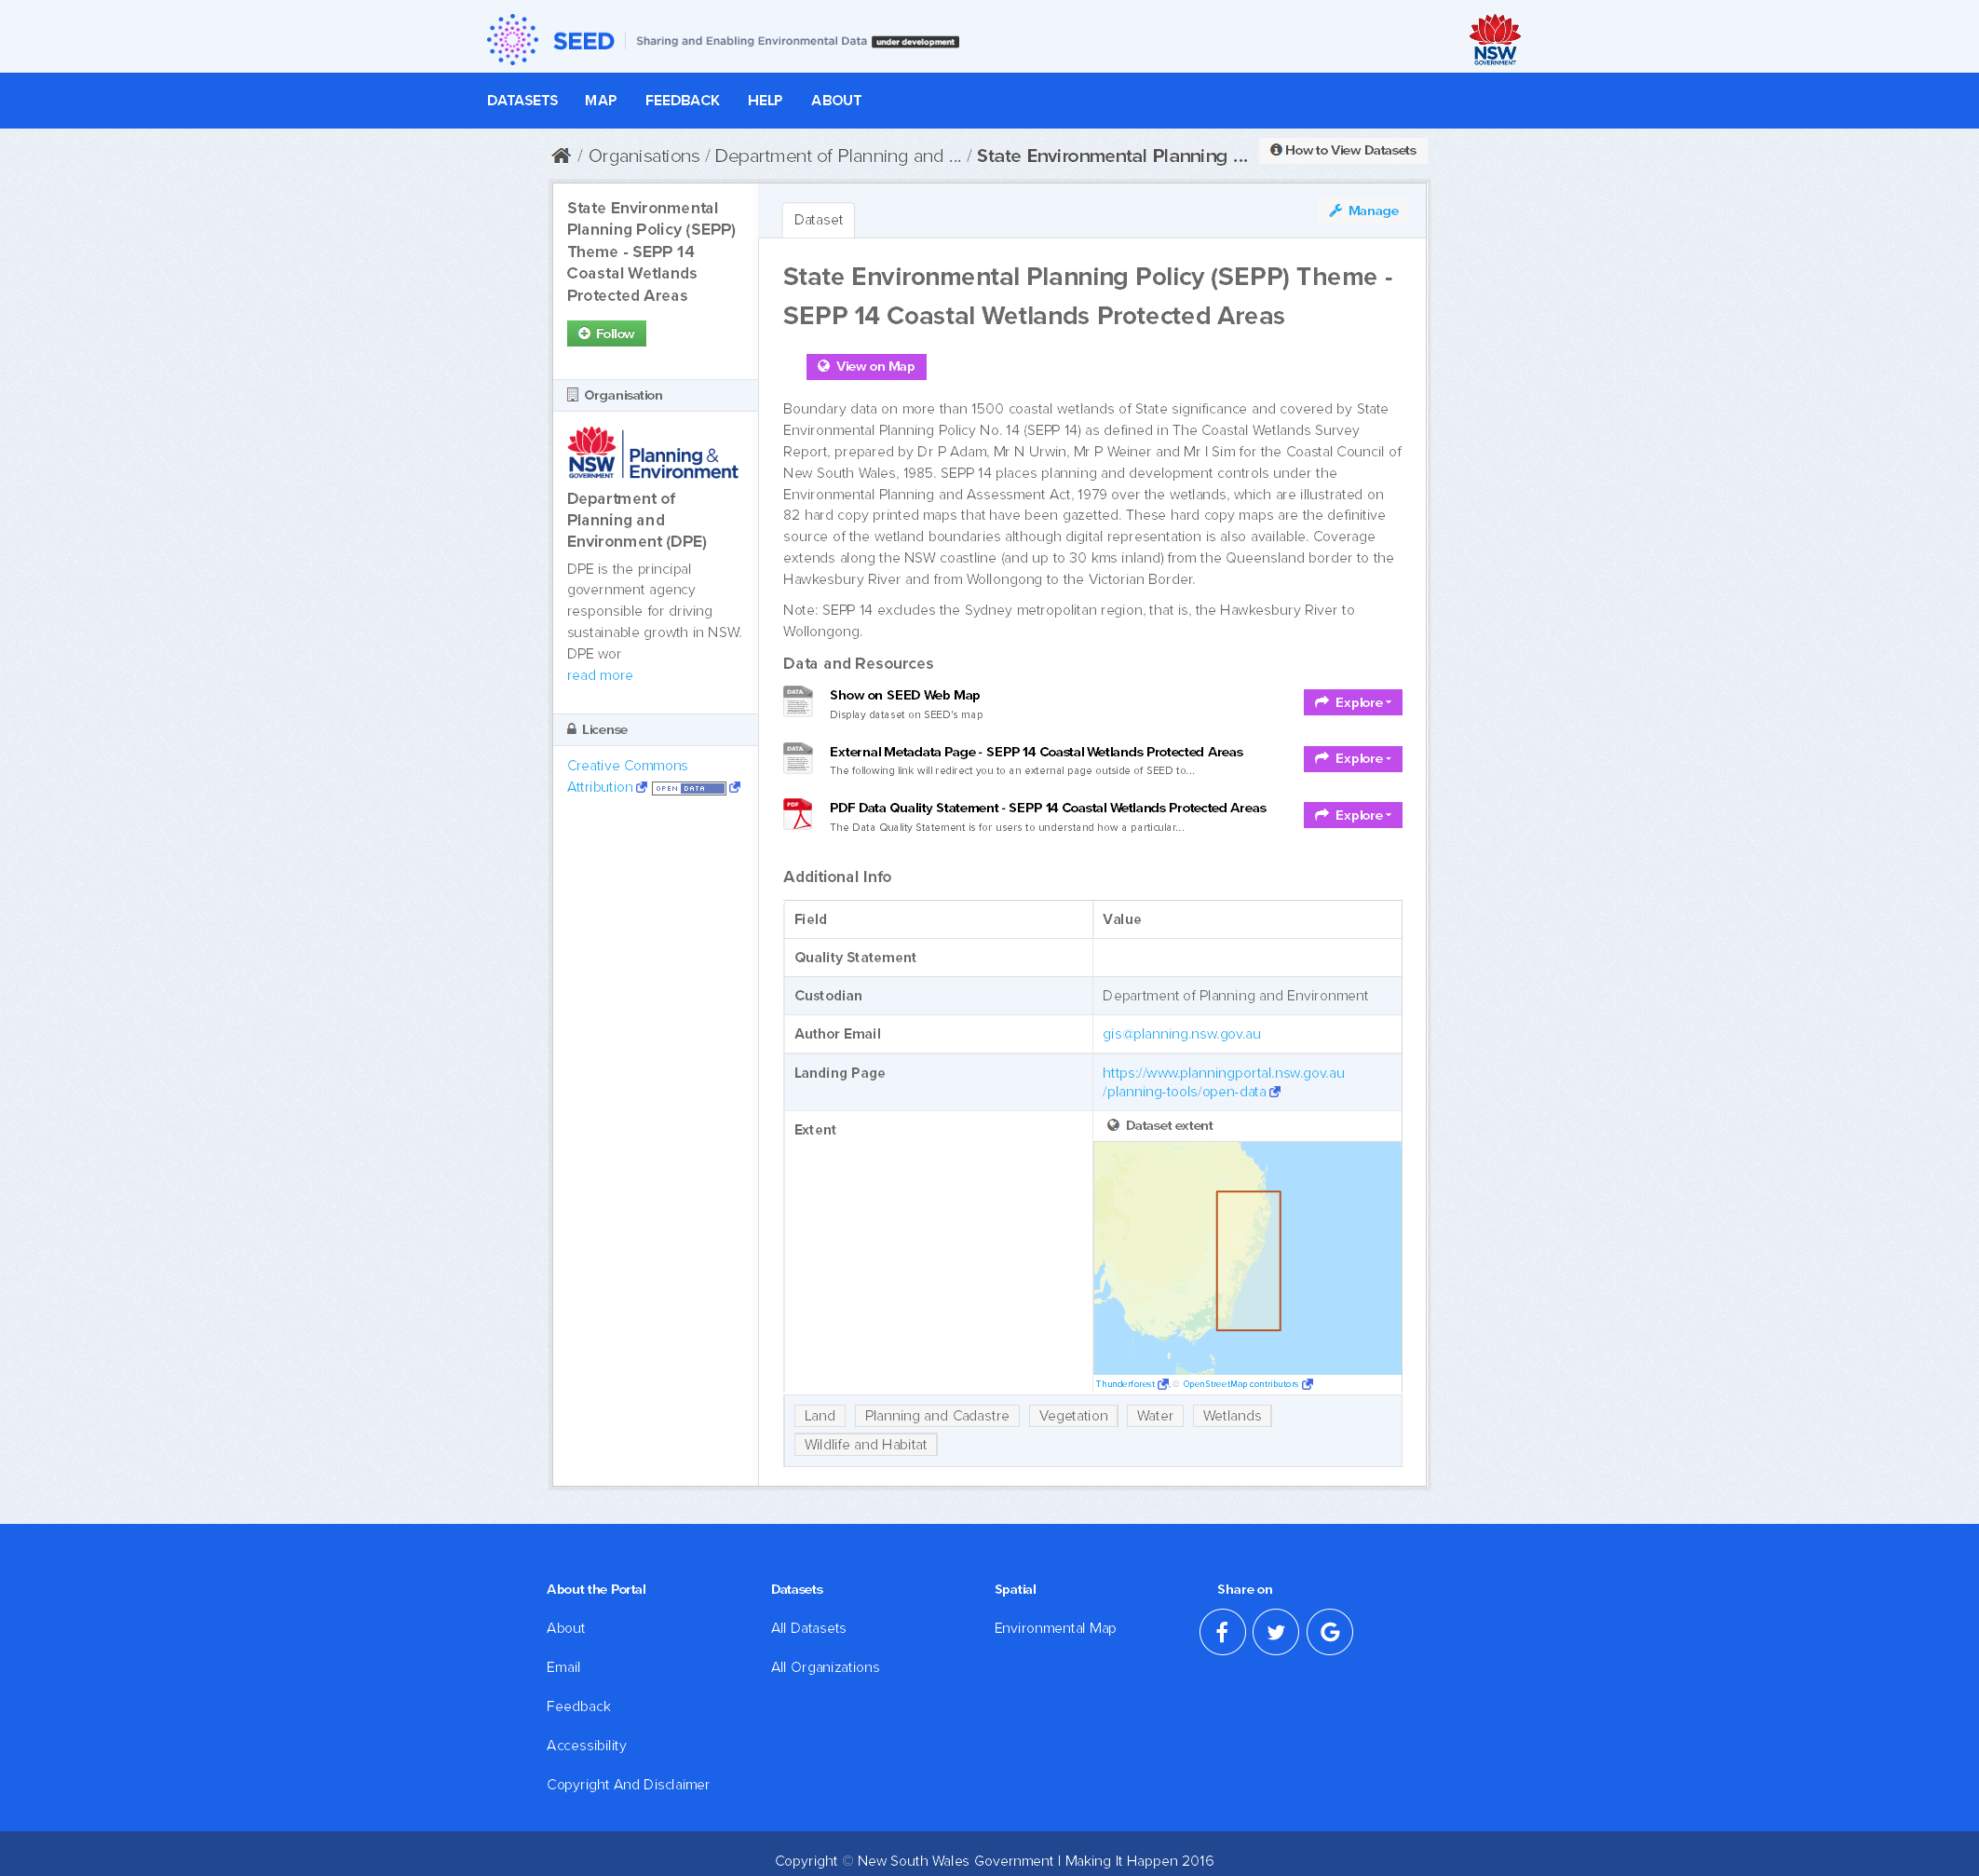 SEED
Sharing and Enabling Environmental Data under development
NSW
GOVERNMENT
DATASETS MAP FEEDBACK HELP ABOUT
/ Organisations / Department of Planning and ... / State Environmental Planning ...
How to View Datasets
State Environmental
Planning Policy (SEPP)
Theme - SEPP 14
Coastal Wetlands
Protected Areas
Follow
Organisation
NSW
GOVERNMENT
Planning &
Environment
Department of
Planning and
Environment (DPE)
DPE is the principal
government agency
responsible for driving
sustainable growth in NSW.
DPE wor
read more
License
Creative Commons
Attribution OPEN DATA
Dataset
Manage
State Environmental Planning Policy (SEPP) Theme -
SEPP 14 Coastal Wetlands Protected Areas
View on Map
Boundary data on more than 1500 coastal wetlands of State significance and covered by State
Environmental Planning Policy No. 14 (SEPP 14) as defined in The Coastal Wetlands Survey
Report, prepared by Dr P Adam, Mr N Urwin, Mr P Weiner and Mr I Sim for the Coastal Council of
New South Wales, 1985. SEPP 14 places planning and development controls under the
Environmental Planning and Assessment Act, 1979 over the wetlands, which are illustrated on
82 hard copy printed maps that have been gazetted. These hard copy maps are the definitive
source of the wetland boundaries although digital representation is also available. Coverage
extends along the NSW coastline (and up to 30 kms inland) from the Queensland border to the
Hawkesbury River and from Wollongong to the Victorian Border.
Note: SEPP 14 excludes the Sydney metropolitan region, that is, the Hawkesbury River to
Wollongong.
Data and Resources
DATA
Show on SEED Web Map
Display dataset on SEED's map
Explore
DATA
External Metadata Page - SEPP 14 Coastal Wetlands Protected Areas
The following link will redirect you to an external page outside of SEED to...
Explore
PDF
PDF Data Quality Statement - SEPP 14 Coastal Wetlands Protected Areas
The Data Quality Statement is for users to understand how a particular...
Explore
Additional Info
Field Value
Quality Statement
Custodian Department of Planning and Environment
Author Email gis@planning.nsw.gov.au
Landing Page https://www.planningportal.nsw.gov.au
/planning-tools/open-data
Extent Dataset extent
Thunderforest , © OpenStreetMap contributors
Land Planning and Cadastre Vegetation Water Wetlands
Wildlife and Habitat
About the Portal
About
Email
Feedback
Accessibility
Copyright And Disclaimer
Datasets
All Datasets
All Organizations
Spatial
Environmental Map
Share on
Copyright © New South Wales Government | Making It Happen 2016